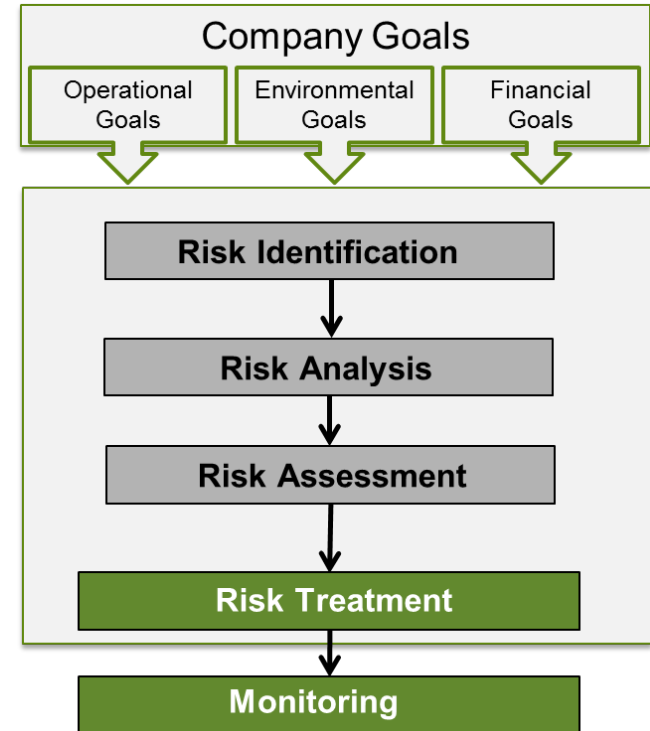 Company Goals
Operational
Goals
Environmental
Goals
Financial
Goals
Risk Identification
Risk Analysis
Risk Assessment
Risk Treatment
Monitoring